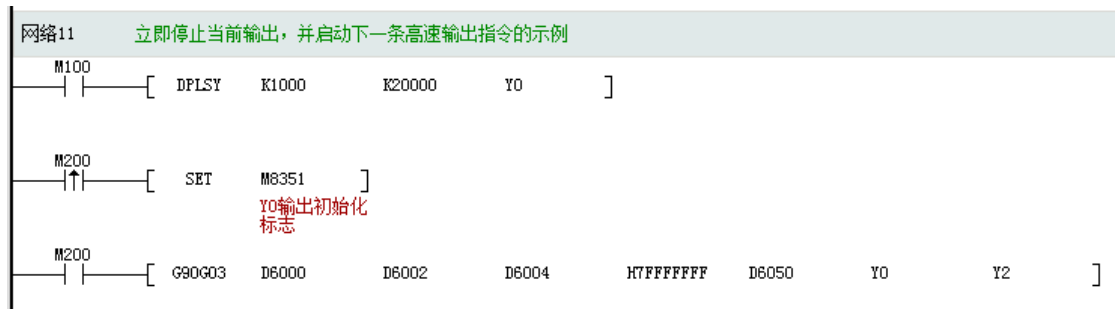 网络11 立即停止当前输出，并启动下一条高速输出指令的示例
M100
[ DPLSY K1000 K20000 Y0 ]
M200
[ SET M8351 ]
Y0输出初始化
标志
M200
[ G90G03 D6000 D6002 D6004 H7FFFFFFF D6050 Y0 Y2 ]